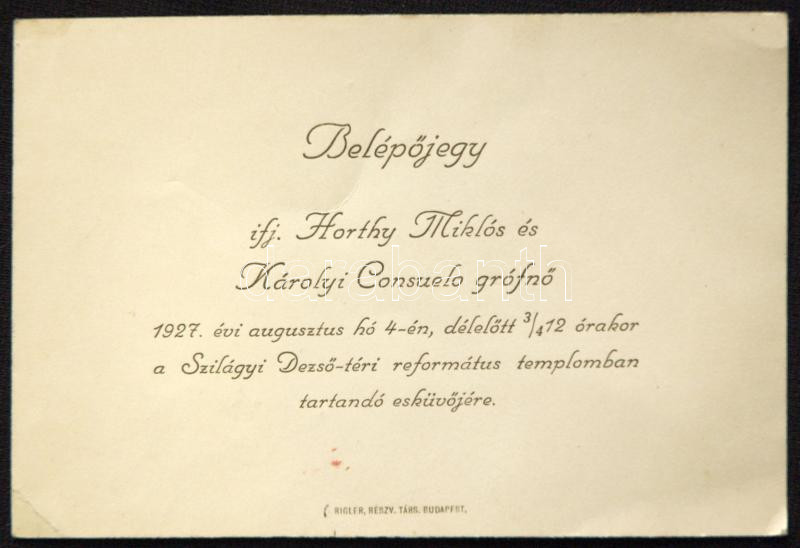 Belépőjegy
ifj. Horthy Miklós és
Károlyi Consuelo grófnő
1927. évi augusztus hó 4-én, délelőtt 3/412 órakor
a Szilágyi Dezső-téri református templomban
tartandó esküvőjére.
RIGLER, RÉSZV. TÁRS. BUDAPEST.
darabanth